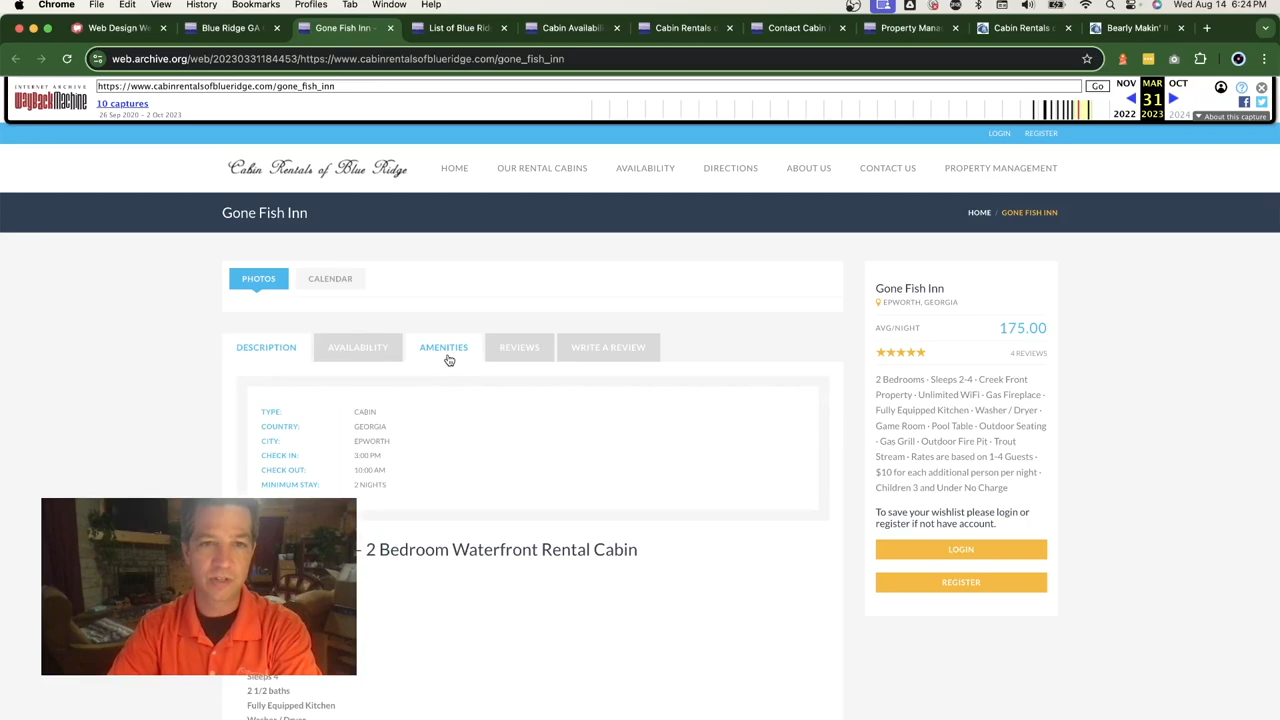 Chrome File Edit View History Bookmarks Profiles Tab Window Help Wed Aug 14 6:24 PM
Web Design We Blue Ridge GA Gone Fish Inn – List of Blue Rid Cabin Availabili Cabin Rentals o Contact Cabin Property Mana Cabin Rentals o Bearly Makin' I
web.archive.org/web/20230331184453/https://www.cabinrentalsofblueridge.com/gone_fish_inn
INTERNET ARCHIVE
WayBackMachine
https://www.cabinrentalsofblueridge.com/gone_fish_inn
Go
NOV MAR OCT
10 captures
31
26 Sep 2020 – 2 Oct 2023
2022 2023 2024
About this capture
LOGIN REGISTER
Cabin Rentals of Blue Ridge
HOME OUR RENTAL CABINS AVAILABILITY DIRECTIONS ABOUT US CONTACT US PROPERTY MANAGEMENT
Gone Fish Inn
HOME / GONE FISH INN
PHOTOS CALENDAR
DESCRIPTION AVAILABILITY AMENITIES REVIEWS WRITE A REVIEW
TYPE: CABIN
COUNTRY: GEORGIA
CITY: EPWORTH
CHECK IN: 3:00 PM
CHECK OUT: 10:00 AM
MINIMUM STAY: 2 NIGHTS
- 2 Bedroom Waterfront Rental Cabin
Sleeps 4
2 1/2 baths
Fully Equipped Kitchen
Washer / Dryer
Gone Fish Inn
EPWORTH, GEORGIA
AVG/NIGHT 175.00
4 REVIEWS
2 Bedrooms · Sleeps 2-4 · Creek Front
Property · Unlimited WiFi · Gas Fireplace ·
Fully Equipped Kitchen · Washer / Dryer ·
Game Room · Pool Table · Outdoor Seating
· Gas Grill · Outdoor Fire Pit · Trout
Stream · Rates are based on 1-4 Guests ·
$10 for each additional person per night ·
Children 3 and Under No Charge
To save your wishlist please login or
register if not have account.
LOGIN
REGISTER